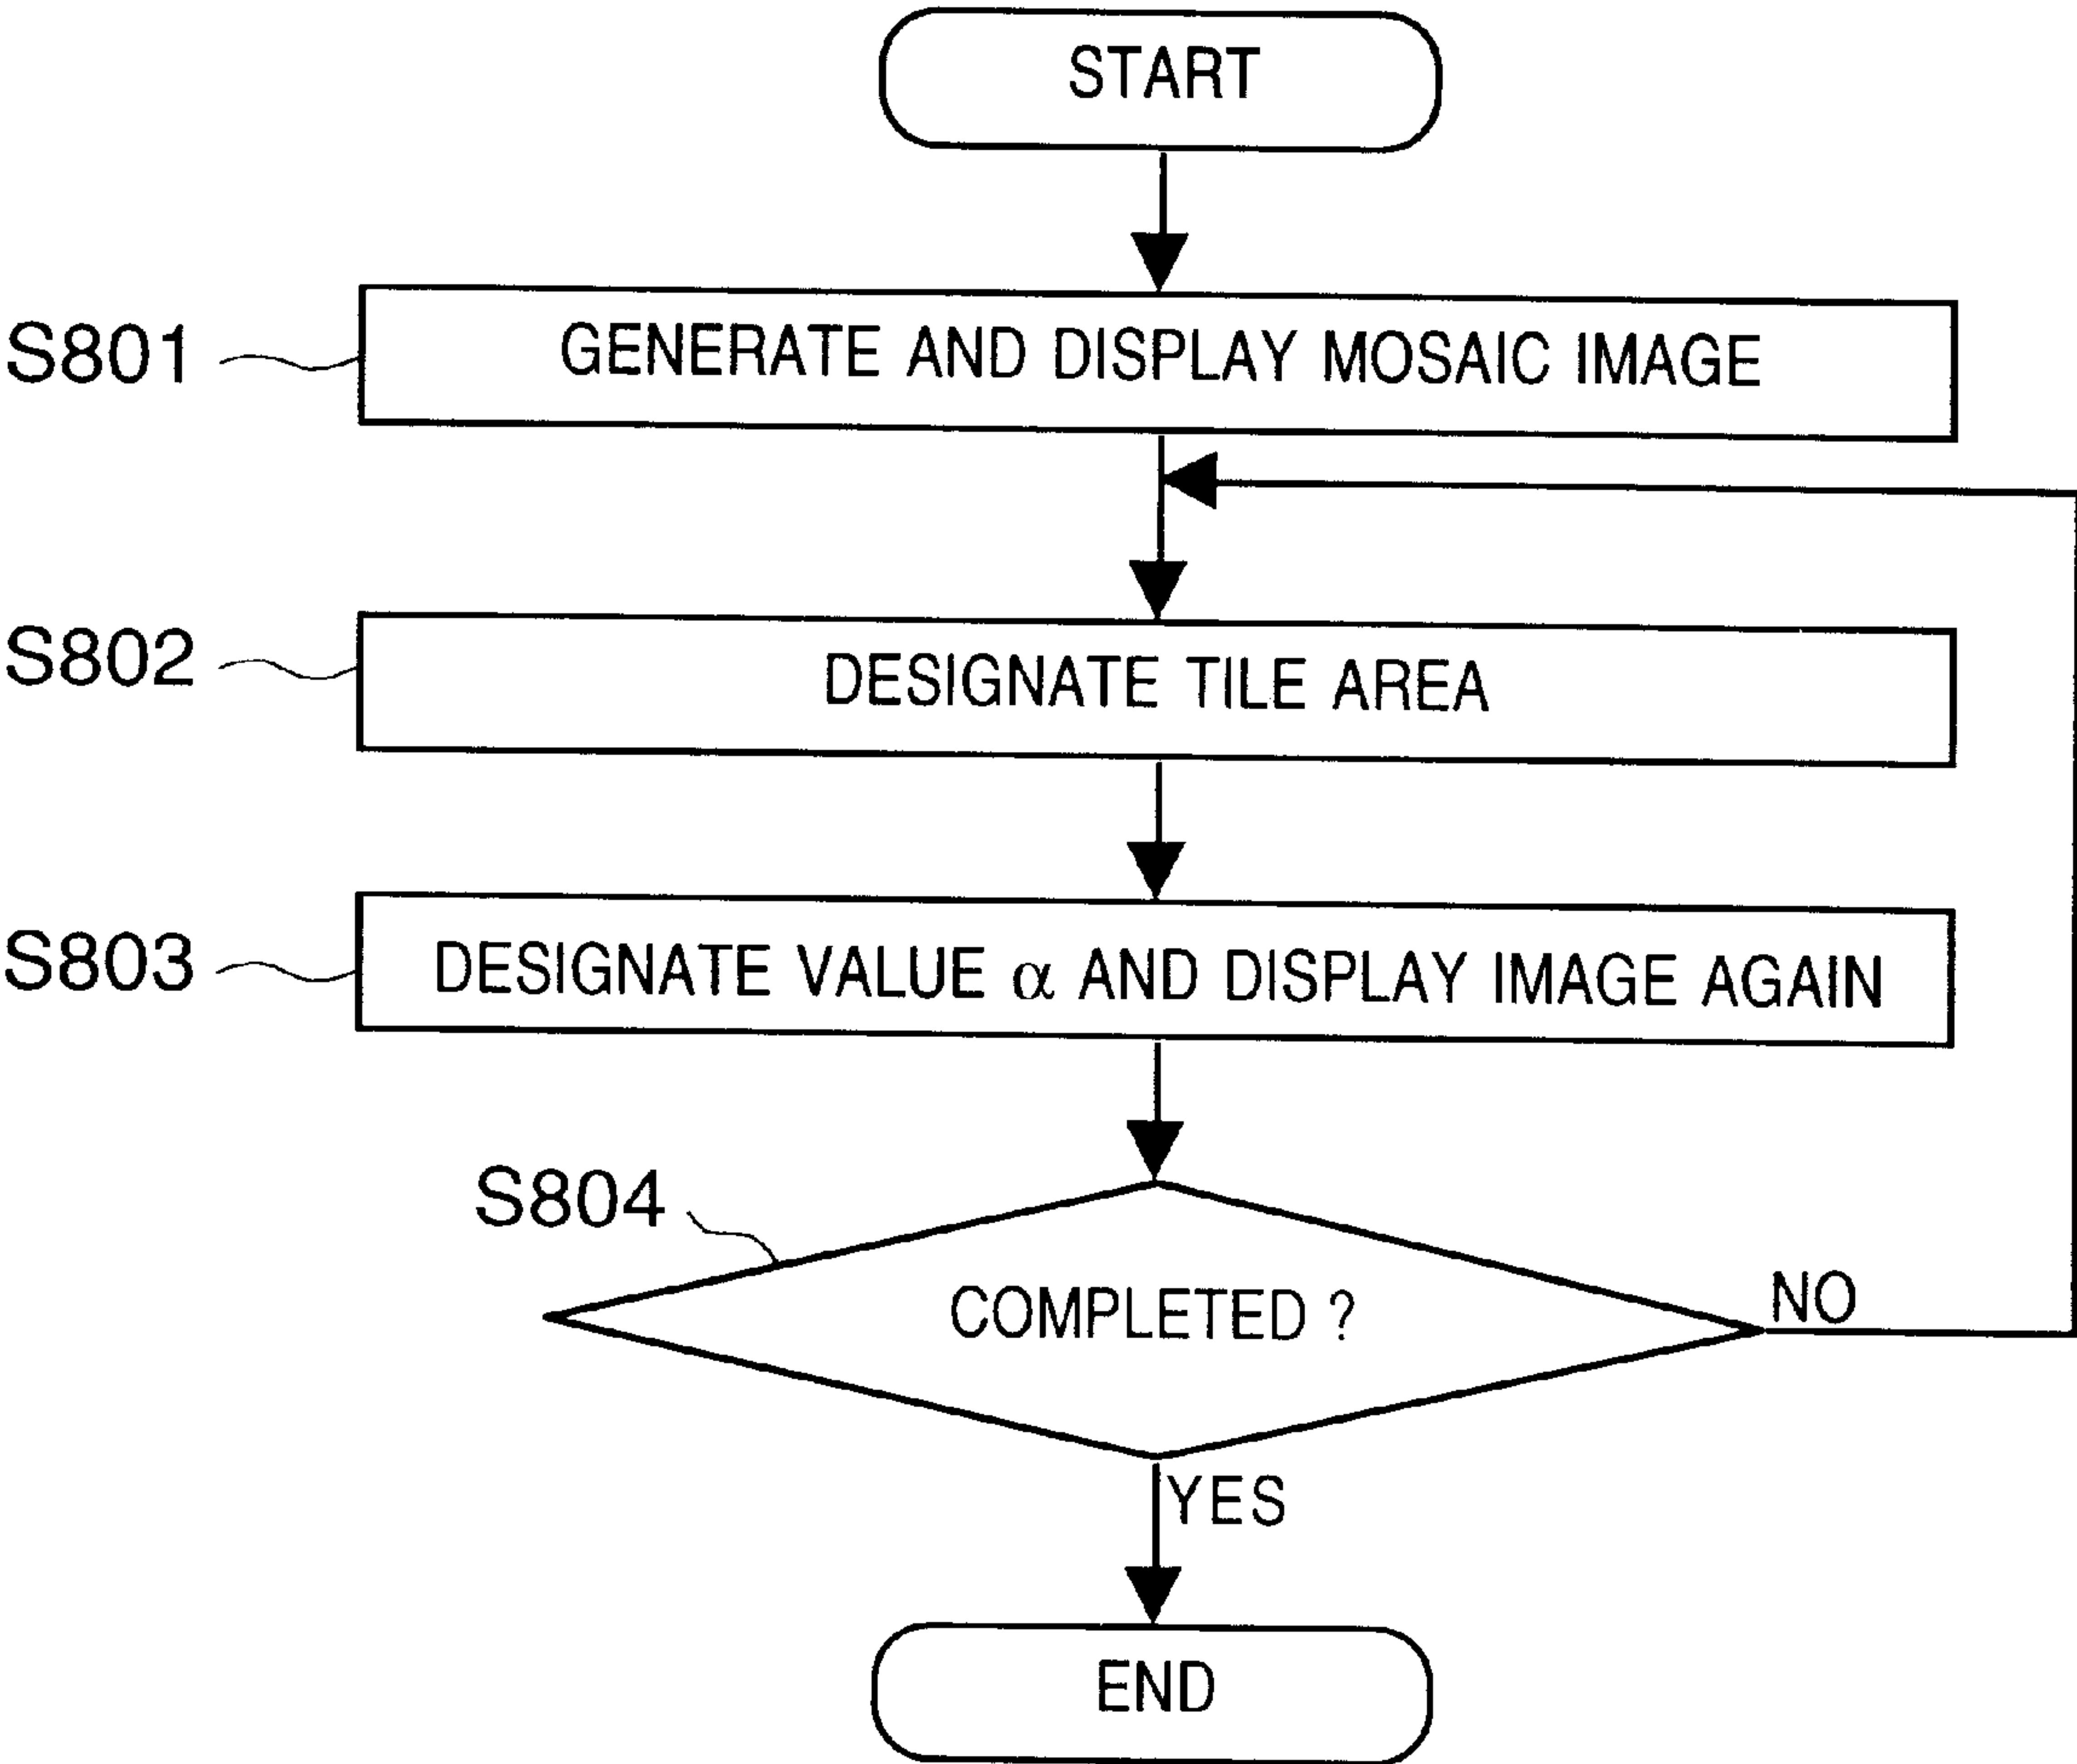 START
S801
GENERATE AND DISPLAY MOSAIC IMAGE
S802
DESIGNATE TILE AREA
S803
DESIGNATE VALUE α AND DISPLAY IMAGE AGAIN
S804
COMPLETED ?
NO
YES
END